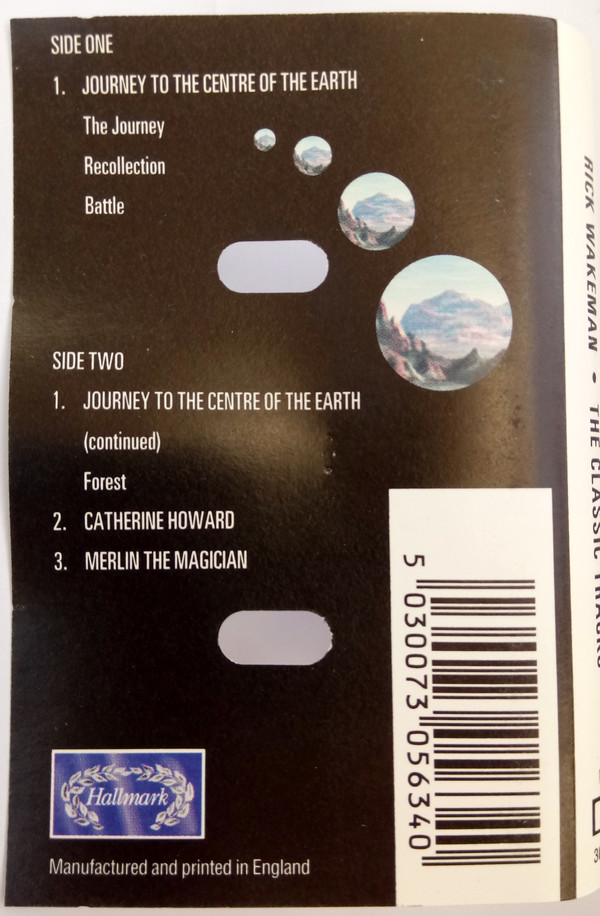 SIDE ONE
1. JOURNEY TO THE CENTRE OF THE EARTH
The Journey
Recollection
Battle
SIDE TWO
1. JOURNEY TO THE CENTRE OF THE EARTH
(continued)
Forest
2. CATHERINE HOWARD
3. MERLIN THE MAGICIAN
Hallmark
Manufactured and printed in England
5 030073 056340
RICK WAKEMAN • THE CLASSIC TRACKS